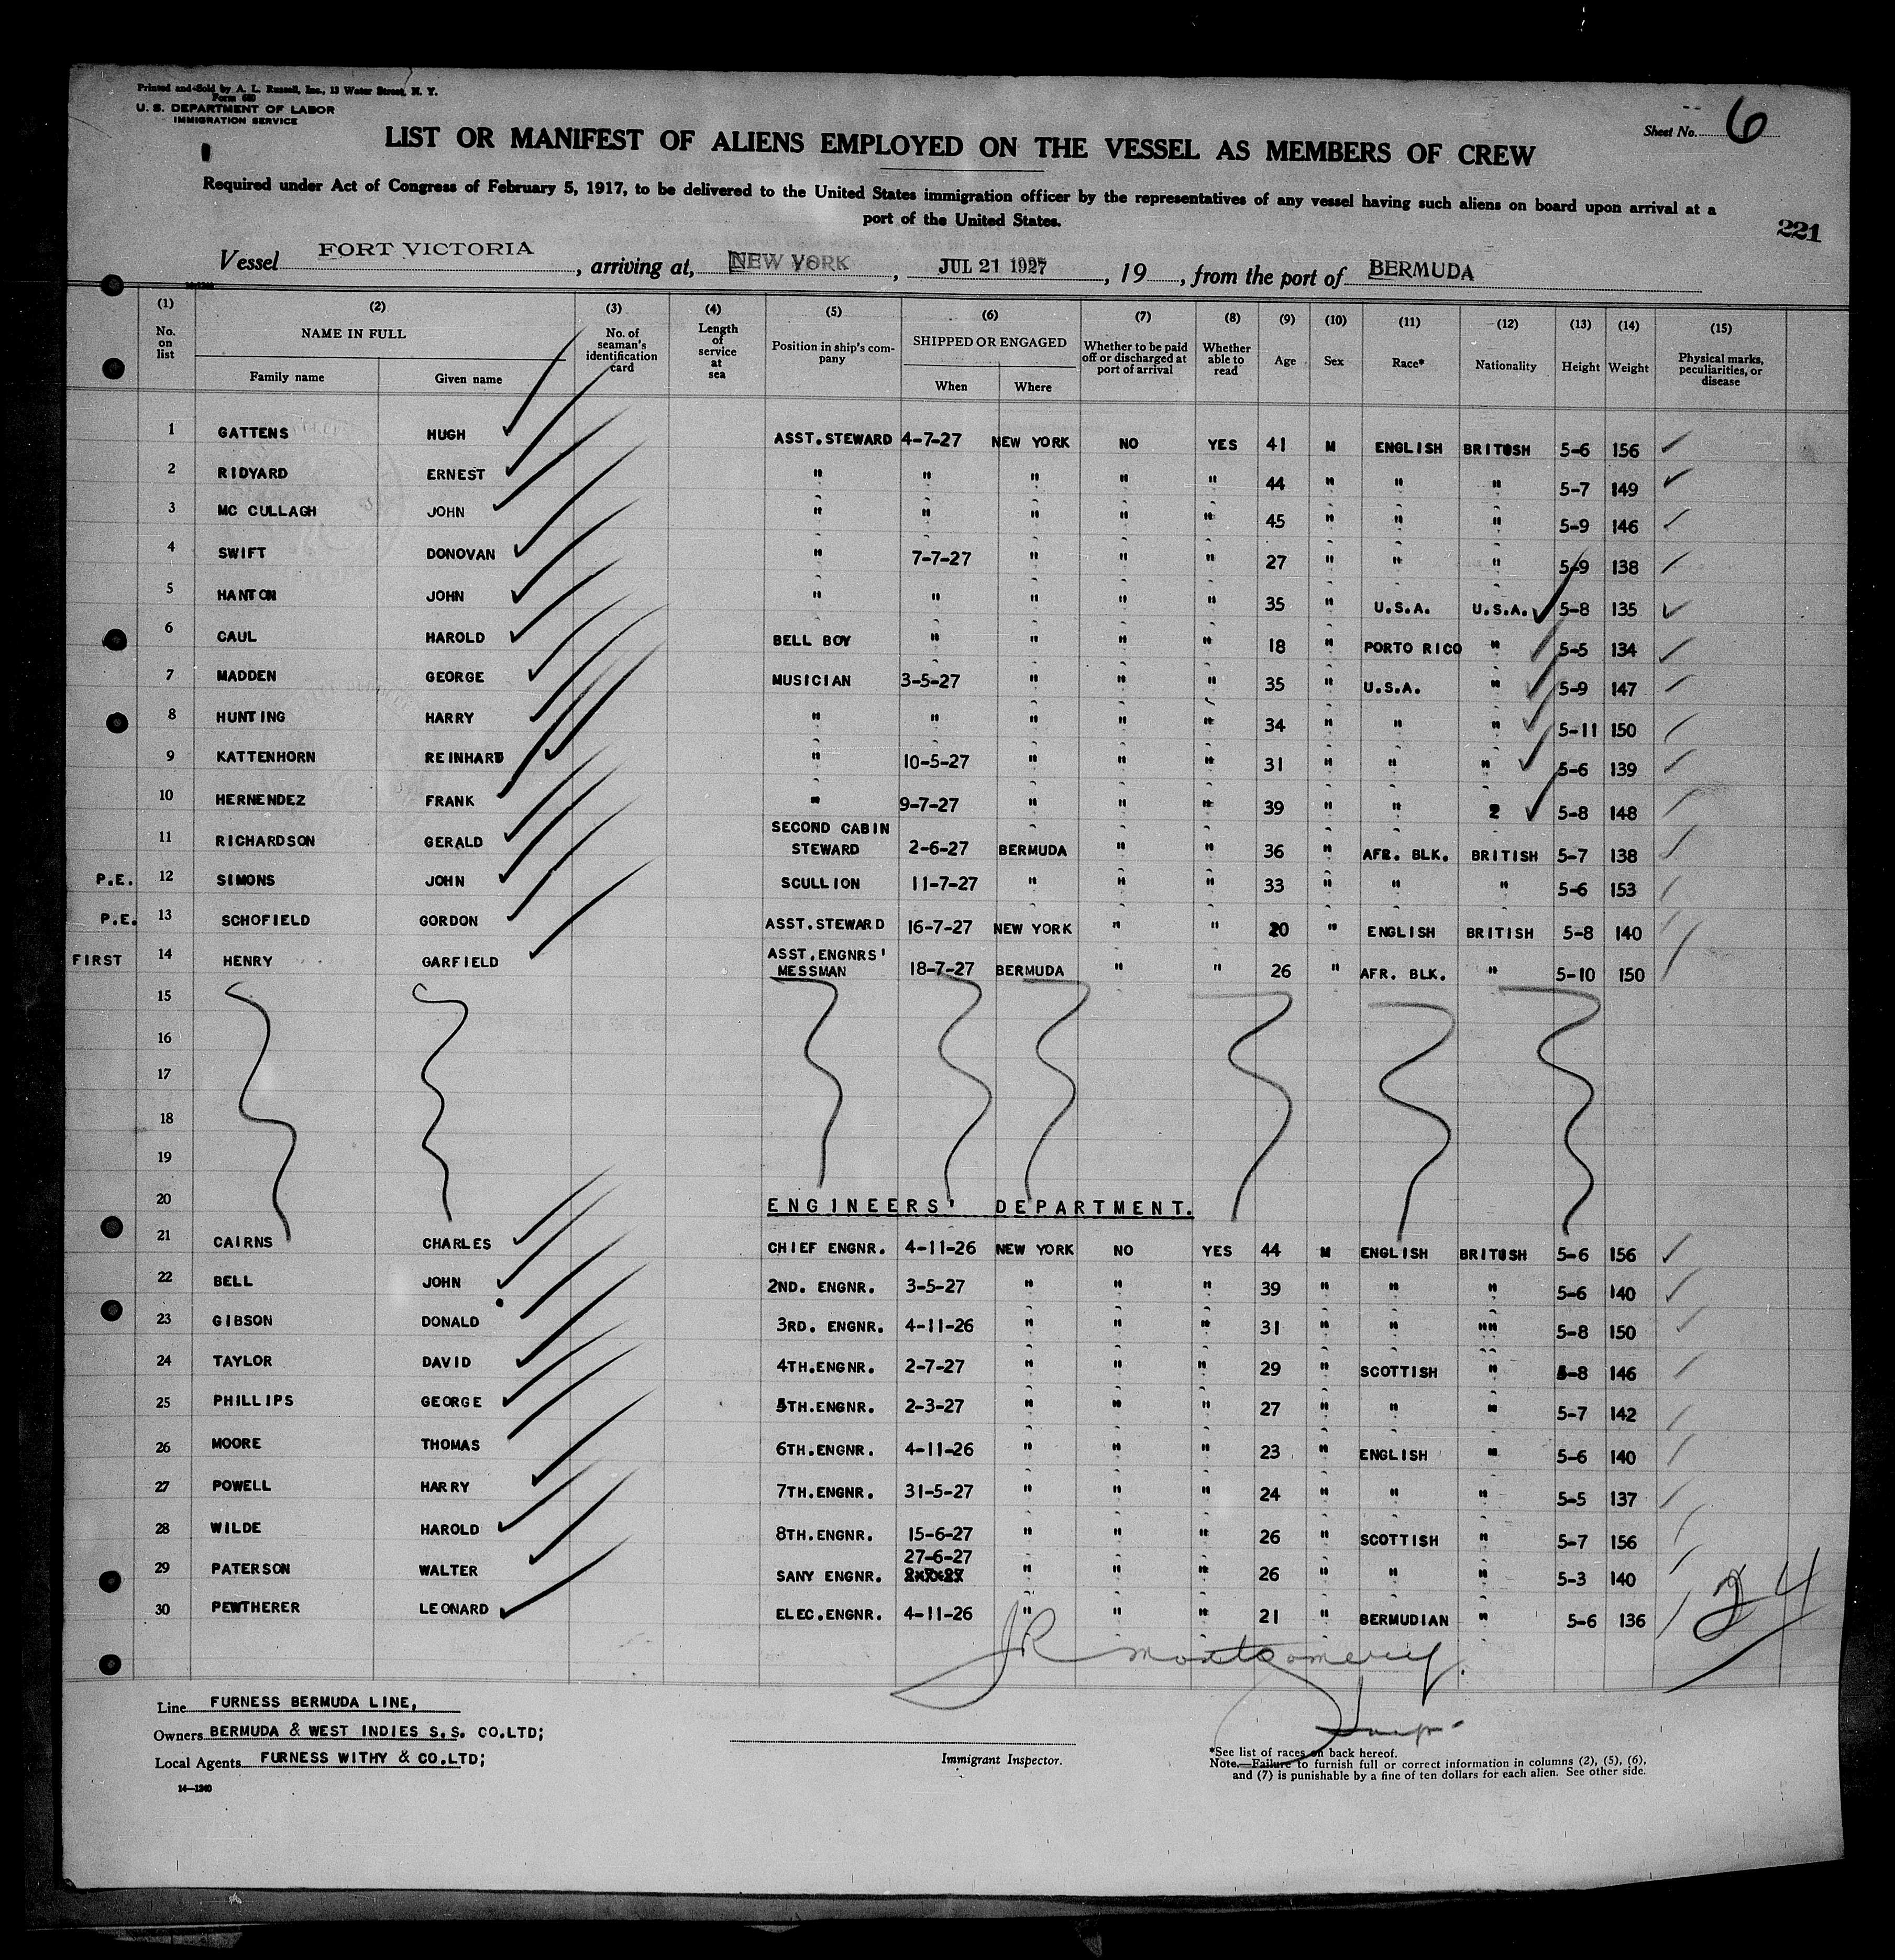 Printed and Sold by A. L. Russell, Inc., 13 Water Street, N. Y.
Form 680
U. S. DEPARTMENT OF LABOR
IMMIGRATION SERVICE
Sheet No. 6
LIST OR MANIFEST OF ALIENS EMPLOYED ON THE VESSEL AS MEMBERS OF CREW
Required under Act of Congress of February 5, 1917, to be delivered to the United States immigration officer by the representatives of any vessel having such aliens on board upon arrival at a
port of the United States.
221
Vessel FORT VICTORIA, arriving at, NEW YORK, JUL 21 1927, 19 , from the port of BERMUDA
(1) (2) (3) (4) (5) (6) (7) (8) (9) (10) (11) (12) (13) (14) (15)
No. on list NAME IN FULL Family name Given name No. of seaman's identification card Length of service at sea Position in ship's company SHIPPED OR ENGAGED When Where Whether to be paid off or discharged at port of arrival Whether able to read Age Sex Race* Nationality Height Weight Physical marks, peculiarities, or disease
1 GATTENS HUGH ASST.STEWARD 4-7-27 NEW YORK NO YES 41 M ENGLISH BRITISH 5-6 156
2 RIDYARD ERNEST " " " " " 44 " " " 5-7 149
3 MC CULLAGH JOHN " " " " " 45 " " " 5-9 146
4 SWIFT DONOVAN " 7-7-27 " " " 27 " " " 5-9 138
5 HANTON JOHN " " " " " 35 " U.S.A. U.S.A. 5-8 135
6 CAUL HAROLD BELL BOY " " " " 18 " PORTO RICO " 5-5 134
7 MADDEN GEORGE MUSICIAN 3-5-27 " " " 35 " U.S.A. " 5-9 147
8 HUNTING HARRY " " " " " 34 " " " 5-11 150
9 KATTENHORN REINHARD " 10-5-27 " " " 31 " " " 5-6 139
10 HERNENDEZ FRANK " 9-7-27 " " " 39 " " 2 5-8 148
11 RICHARDSON GERALD SECOND CABIN STEWARD 2-6-27 BERMUDA " " 36 " AFR. BLK. BRITISH 5-7 138
P.E. 12 SIMONS JOHN SCULLION 11-7-27 " " " 33 " " " 5-6 153
P.E. 13 SCHOFIELD GORDON ASST.STEWARD 16-7-27 NEW YORK " " 20 " ENGLISH BRITISH 5-8 140
FIRST 14 HENRY GARFIELD ASST.ENGNRS' MESSMAN 18-7-27 BERMUDA " " 26 " AFR. BLK. " 5-10 150
15
16
17
18
19
20 ENGINEERS' DEPARTMENT.
21 CAIRNS CHARLES CHIEF ENGNR. 4-11-26 NEW YORK NO YES 44 M ENGLISH BRITISH 5-6 156
22 BELL JOHN 2ND. ENGNR. 3-5-27 " " " 39 " " " 5-6 140
23 GIBSON DONALD 3RD. ENGNR. 4-11-26 " " " 31 " " "" 5-8 150
24 TAYLOR DAVID 4TH.ENGNR. 2-7-27 " " " 29 " SCOTTISH " 5-8 146
25 PHILLIPS GEORGE 5TH.ENGNR. 2-3-27 " " " 27 " " " 5-7 142
26 MOORE THOMAS 6TH.ENGNR. 4-11-26 " " " 23 " ENGLISH " 5-6 140
27 POWELL HARRY 7TH.ENGNR. 31-5-27 " " " 24 " " " 5-5 137
28 WILDE HAROLD 8TH.ENGNR. 15-6-27 " " " 26 " SCOTTISH " 5-7 156
29 PATERSON WALTER SANY ENGNR. 27-6-27 " " " 26 " " " 5-3 140
30 PEWTHERER LEONARD ELEC.ENGNR. 4-11-26 " " " 21 " BERMUDIAN " 5-6 136
24
JR Montgomery
Line FURNESS BERMUDA LINE,
Owners BERMUDA & WEST INDIES S.S. CO.LTD;
Local Agents FURNESS WITHY & CO.LTD;
14—1240
Immigrant Inspector.
*See list of races on back hereof.
Note.—Failure to furnish full or correct information in columns (2), (5), (6),
and (7) is punishable by a fine of ten dollars for each alien. See other side.